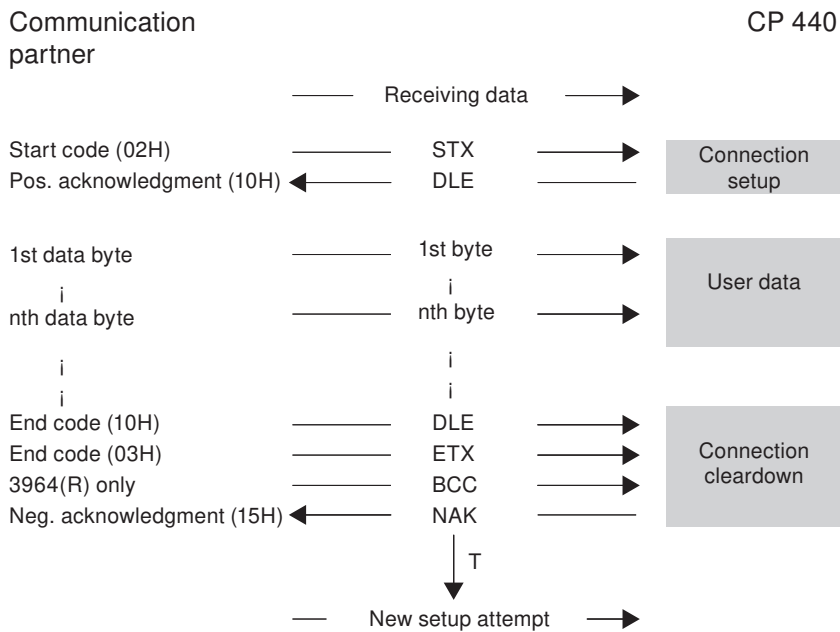 Communication partner
CP 440
Receiving data
Start code (02H) STX
Pos. acknowledgment (10H) DLE
Connection setup
1st data byte 1st byte
¡ ¡
nth data byte nth byte
User data
¡ ¡
¡ ¡
End code (10H) DLE
End code (03H) ETX
3964(R) only BCC
Neg. acknowledgment (15H) NAK
Connection cleardown
T
New setup attempt